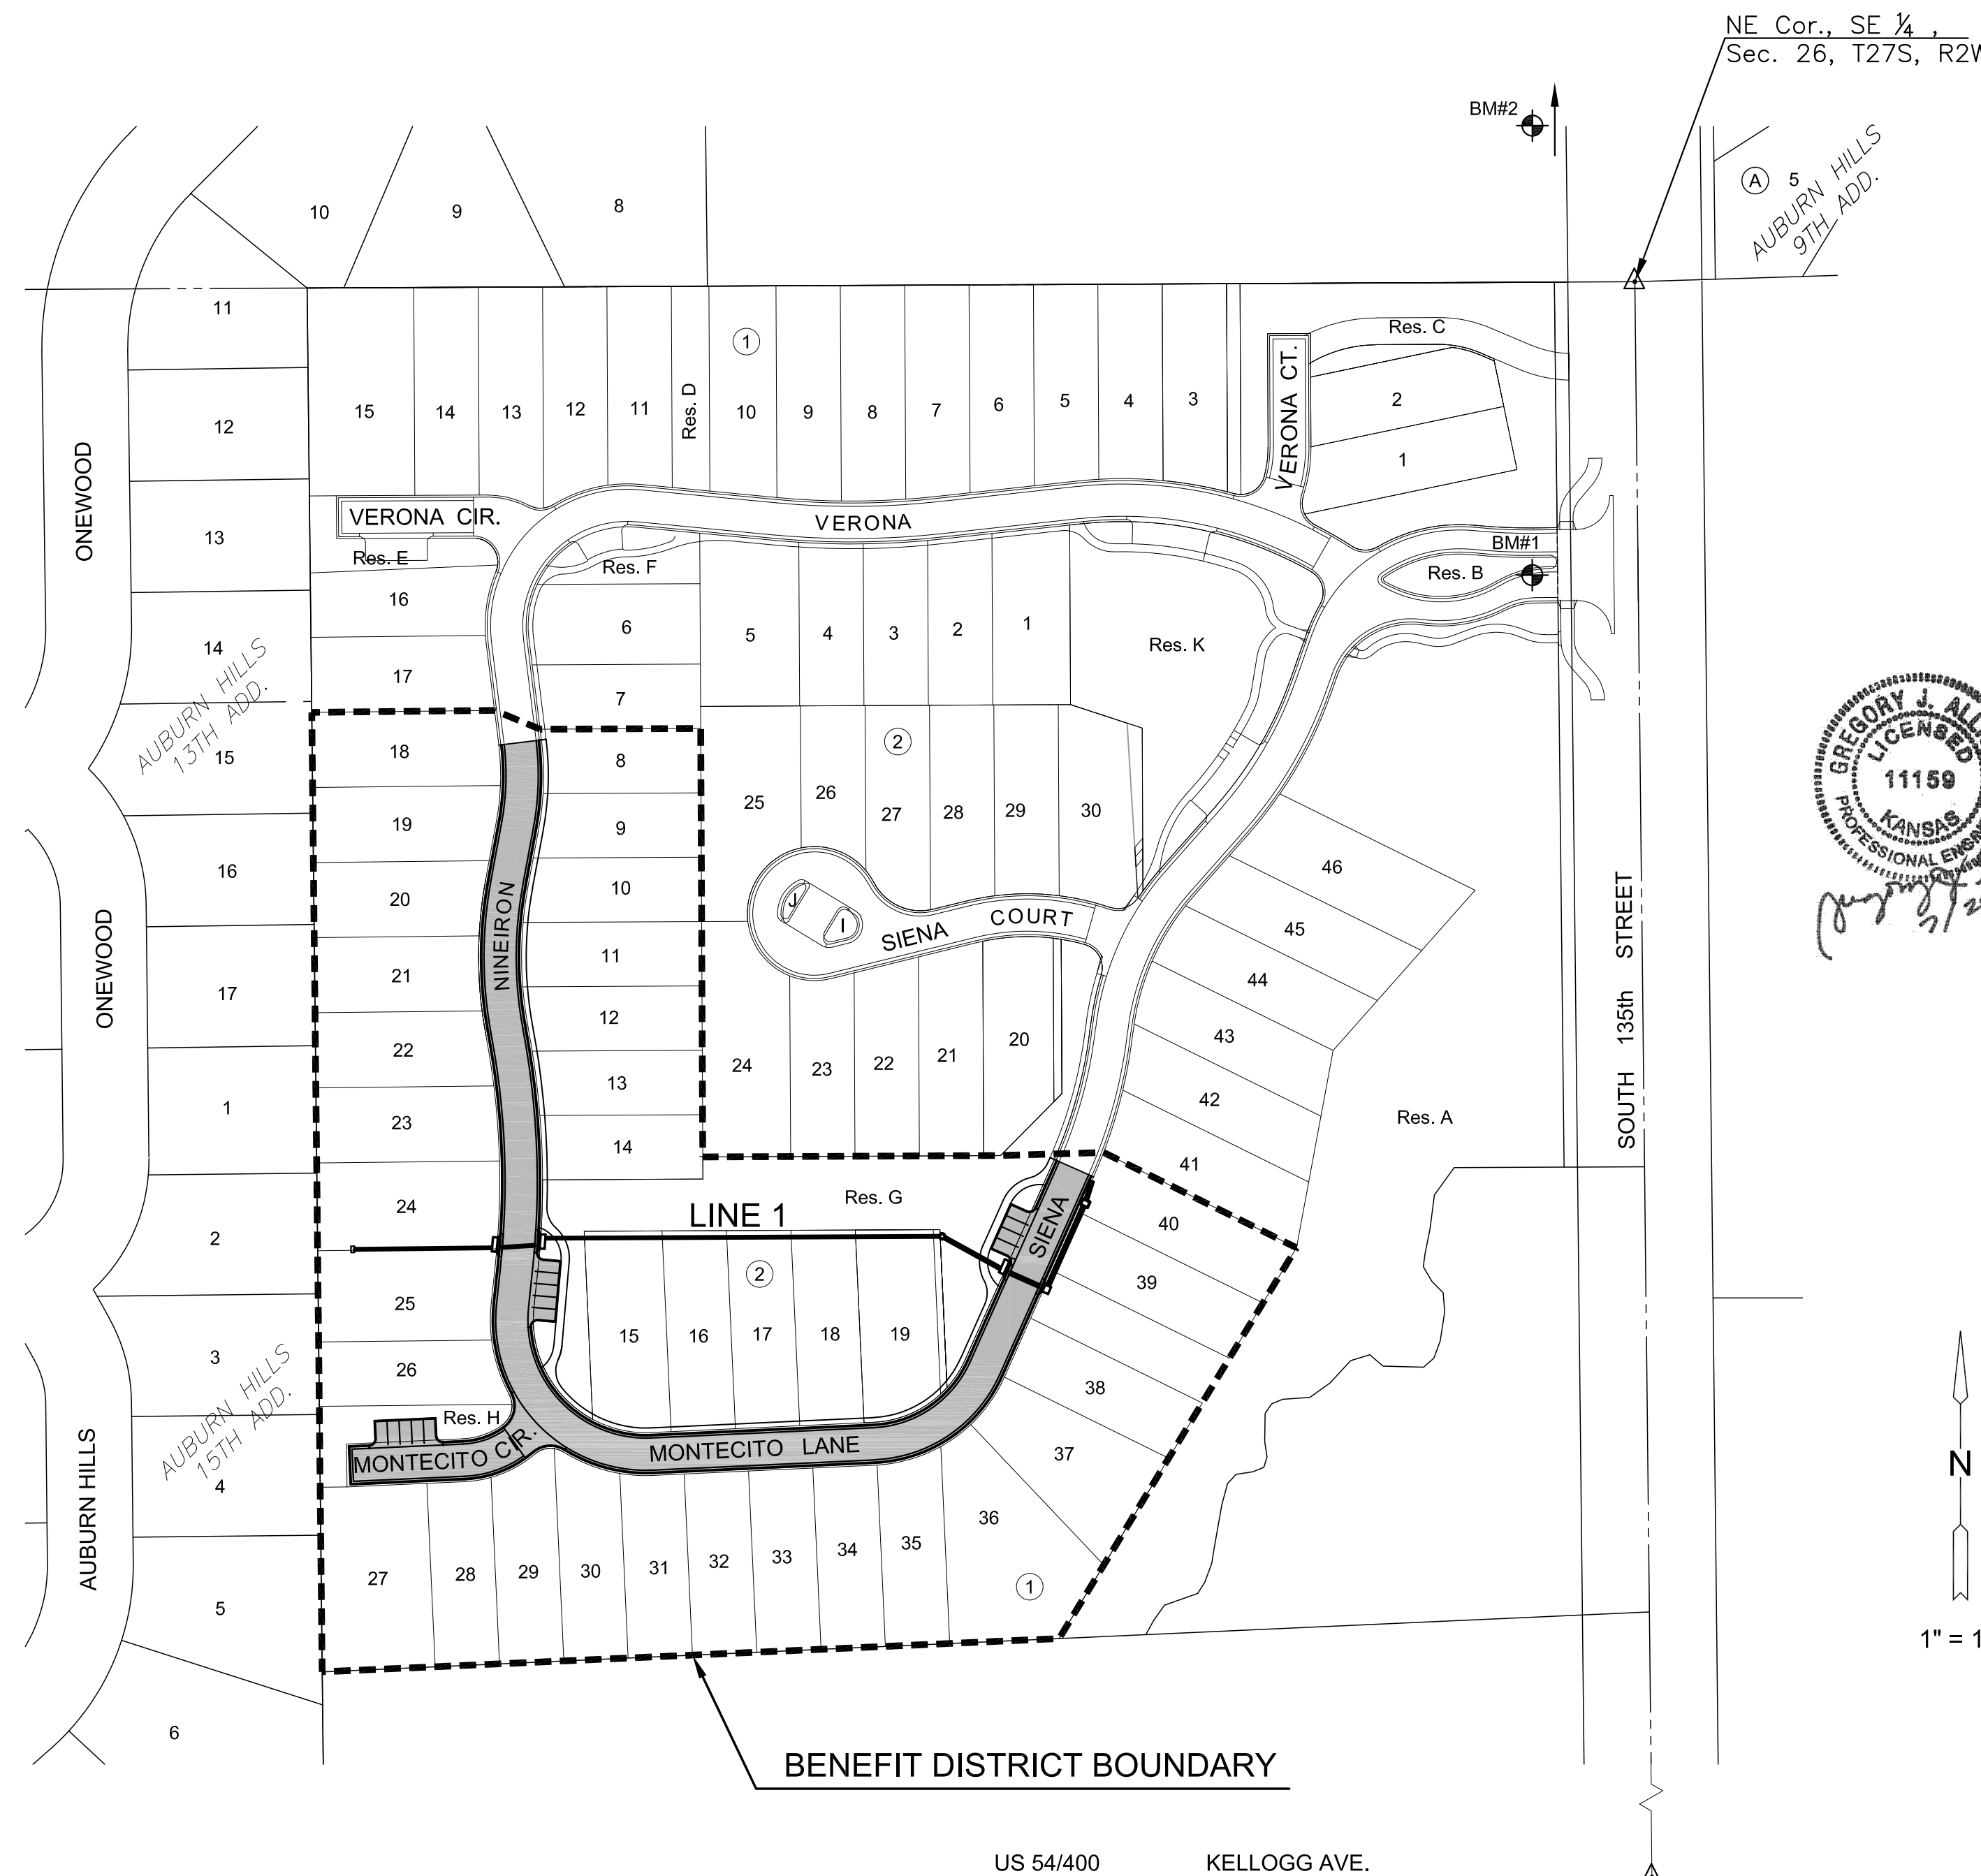 NE Cor., SE ¼ ,
Sec. 26, T27S, R2W
BM#2
A 5
AUBURN HILLS
9TH ADD.
10 9 8
11
12
13
14
AUBURN HILLS
13TH ADD.
15
16
17
1
2
3
AUBURN HILLS
15TH ADD.
4
5
6
ONEWOOD
ONEWOOD
AUBURN HILLS
1
15 14 13 12 11 Res. D 10 9 8 7 6 5 4 3
VERONA CT.
Res. C
2
1
VERONA CIR.
VERONA
BM#1
Res. B
Res. E
Res. F
16
17
6
7
5 4 3 2 1
Res. K
18
19
20
21
22
23
24
25
26
NINEIRON
8
9
10
11
12
13
14
2
25 26 27 28 29 30
J
I
SIENA COURT
24 23 22 21 20
46
45
44
43
42
41
40
39
38
37
36
Res. A
SOUTH 135th STREET
GREGORY J.
LICENSED
11159
KANSAS
PROFESSIONAL
LINE 1
Res. G
SIENA
2
15 16 17 18 19
Res. H
MONTECITO CIR.
MONTECITO LANE
27 28 29 30 31 32 33 34 35
1
N
1" = 1
BENEFIT DISTRICT BOUNDARY
US 54/400 KELLOGG AVE.